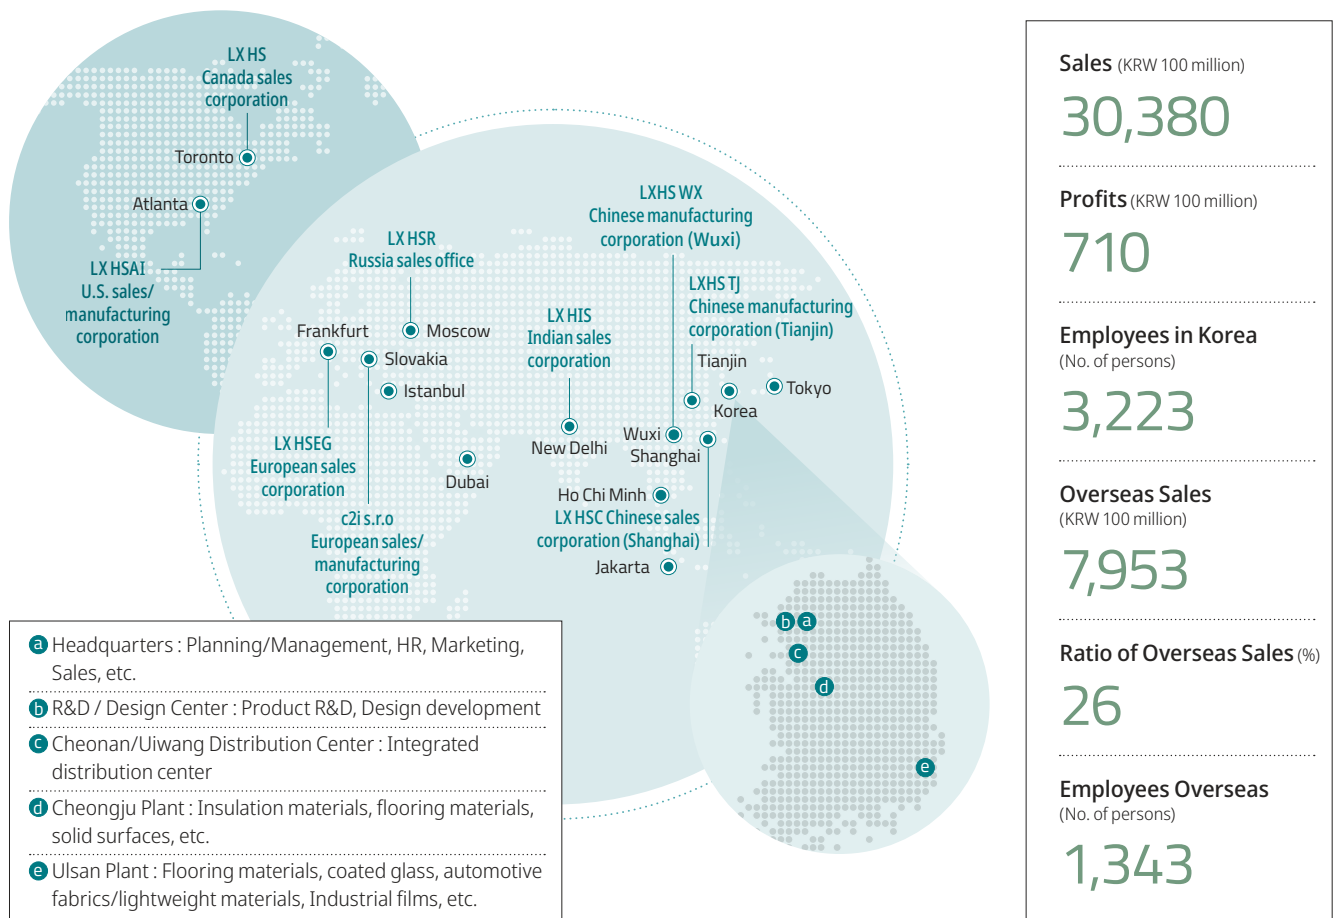 LX HS
Canada sales
corporation
Toronto
Atlanta
LX HSAI
U.S. sales/
manufacturing
corporation
LXHS WX
Chinese manufacturing
corporation (Wuxi)
LX HSR
Russia sales office
LXHS TJ
Chinese manufacturing
corporation (Tianjin)
LX HIS
Indian sales
corporation
Frankfurt
Moscow
Slovakia
Istanbul
Tianjin
Tokyo
Korea
LX HSEG
European sales
corporation
New Delhi
Wuxi
Shanghai
Dubai
Ho Chi Minh
c2i s.r.o
European sales/
manufacturing
corporation
LX HSC Chinese sales
corporation (Shanghai)
Jakarta
b a
c
d
e
a Headquarters : Planning/Management, HR, Marketing,
Sales, etc.
b R&D / Design Center : Product R&D, Design development
c Cheonan/Uiwang Distribution Center : Integrated
distribution center
d Cheongju Plant : Insulation materials, flooring materials,
solid surfaces, etc.
e Ulsan Plant : Flooring materials, coated glass, automotive
fabrics/lightweight materials, Industrial films, etc.
Sales (KRW 100 million)
30,380
Profits (KRW 100 million)
710
Employees in Korea
(No. of persons)
3,223
Overseas Sales
(KRW 100 million)
7,953
Ratio of Overseas Sales (%)
26
Employees Overseas
(No. of persons)
1,343